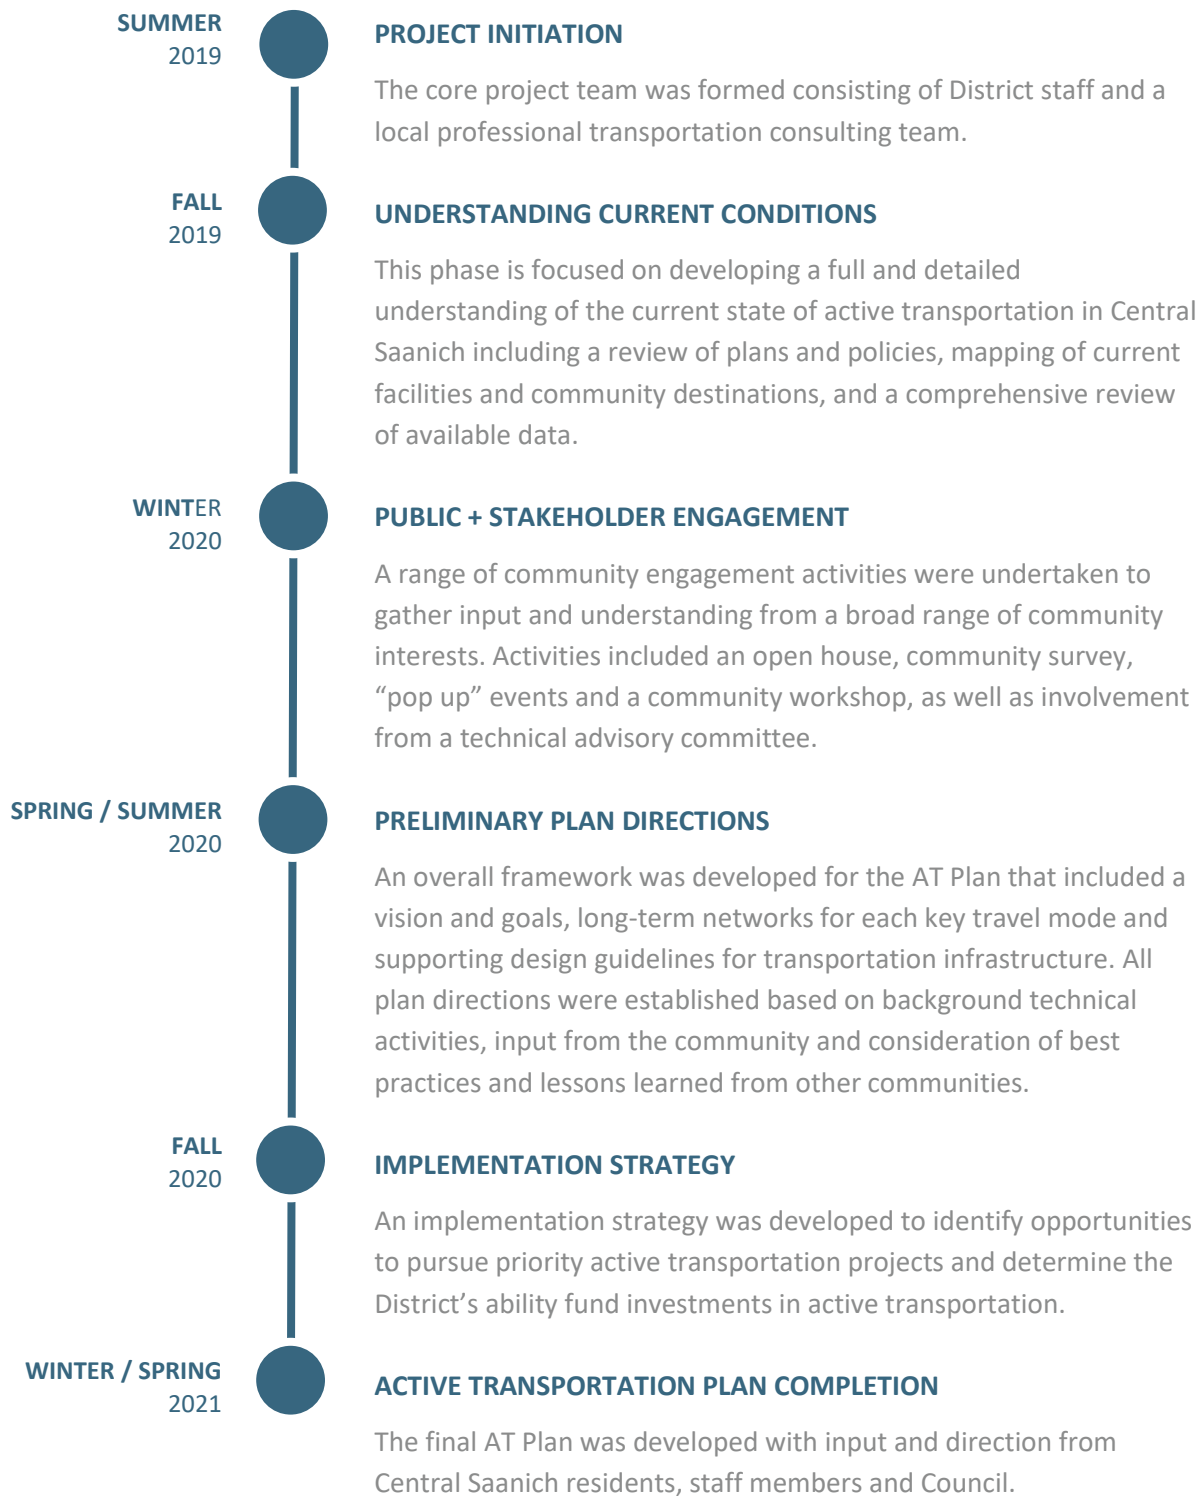 SUMMER
2019
PROJECT INITIATION
The core project team was formed consisting of District staff and a
local professional transportation consulting team.
FALL
2019
UNDERSTANDING CURRENT CONDITIONS
This phase is focused on developing a full and detailed
understanding of the current state of active transportation in Central
Saanich including a review of plans and policies, mapping of current
facilities and community destinations, and a comprehensive review
of available data.
WINTER
2020
PUBLIC + STAKEHOLDER ENGAGEMENT
A range of community engagement activities were undertaken to
gather input and understanding from a broad range of community
interests. Activities included an open house, community survey,
“pop up” events and a community workshop, as well as involvement
from a technical advisory committee.
SPRING / SUMMER
2020
PRELIMINARY PLAN DIRECTIONS
An overall framework was developed for the AT Plan that included a
vision and goals, long-term networks for each key travel mode and
supporting design guidelines for transportation infrastructure. All
plan directions were established based on background technical
activities, input from the community and consideration of best
practices and lessons learned from other communities.
FALL
2020
IMPLEMENTATION STRATEGY
An implementation strategy was developed to identify opportunities
to pursue priority active transportation projects and determine the
District’s ability fund investments in active transportation.
WINTER / SPRING
2021
ACTIVE TRANSPORTATION PLAN COMPLETION
The final AT Plan was developed with input and direction from
Central Saanich residents, staff members and Council.